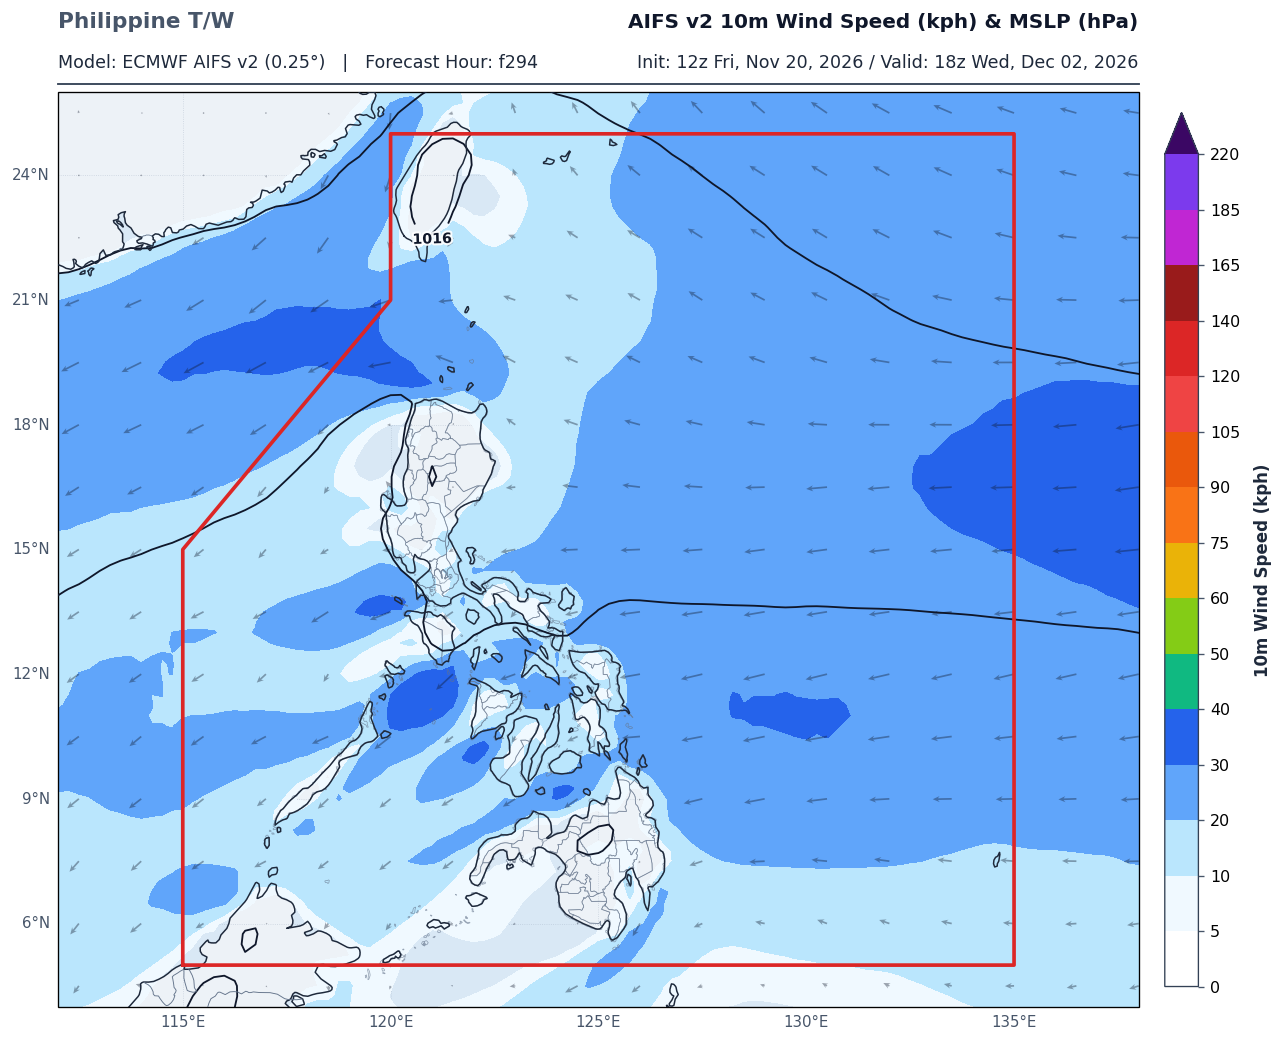 Philippine T/W
AIFS v2 10m Wind Speed (kph) & MSLP (hPa)
Model: ECMWF AIFS v2 (0.25°) | Forecast Hour: f294
Init: 12z Fri, Nov 20, 2026 / Valid: 18z Wed, Dec 02, 2026
24°N
21°N
18°N
15°N
12°N
9°N
6°N
1016
115°E
120°E
125°E
130°E
135°E
220
185
165
140
120
105
90
75
60
50
40
30
20
10
5
0
10m Wind Speed (kph)